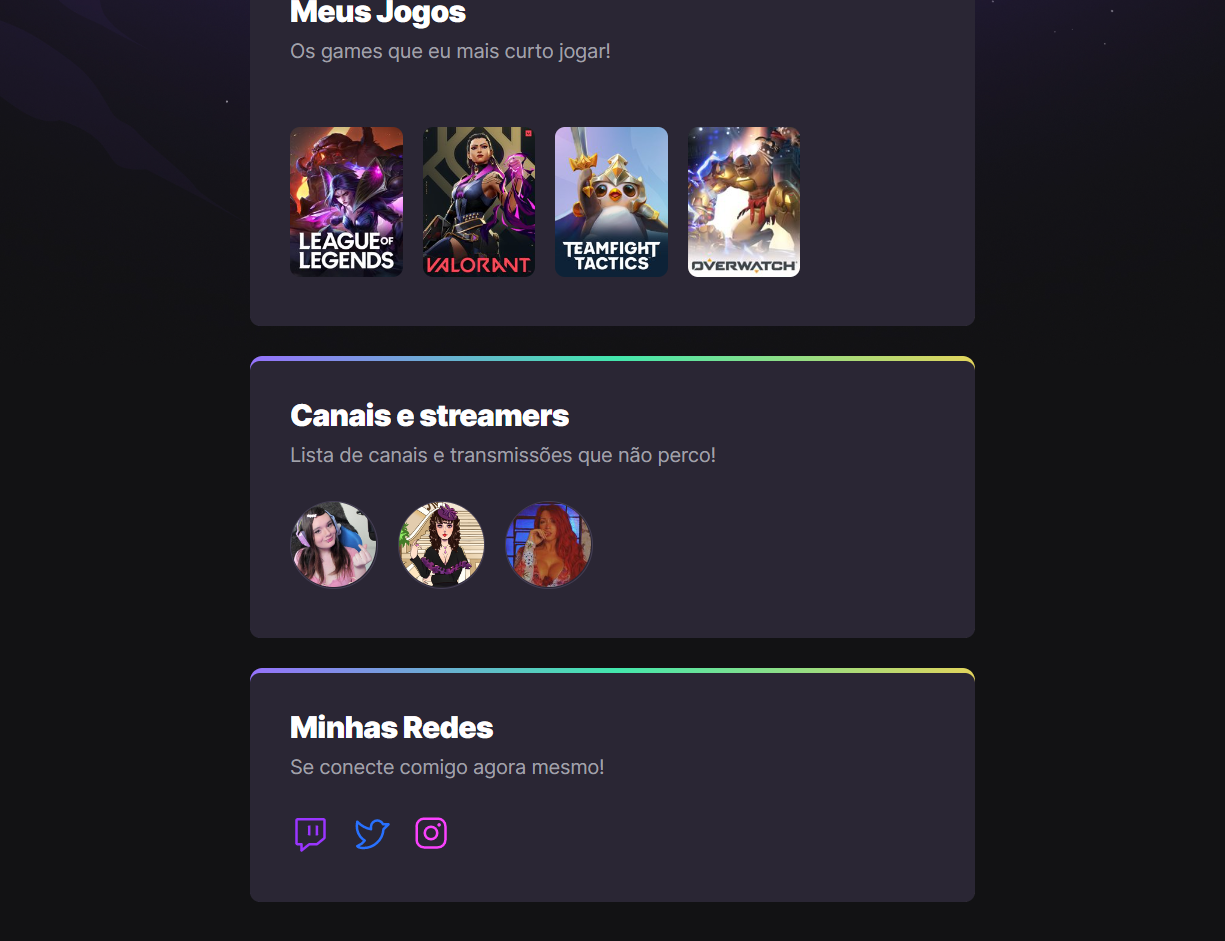 Meus Jogos
Os games que eu mais curto jogar!
LEAGUE OF
LEGENDS
VALORANT
TEAMFIGHT
TACTICS
OVERWATCH
Canais e streamers
Lista de canais e transmissões que não perco!
Minhas Redes
Se conecte comigo agora mesmo!